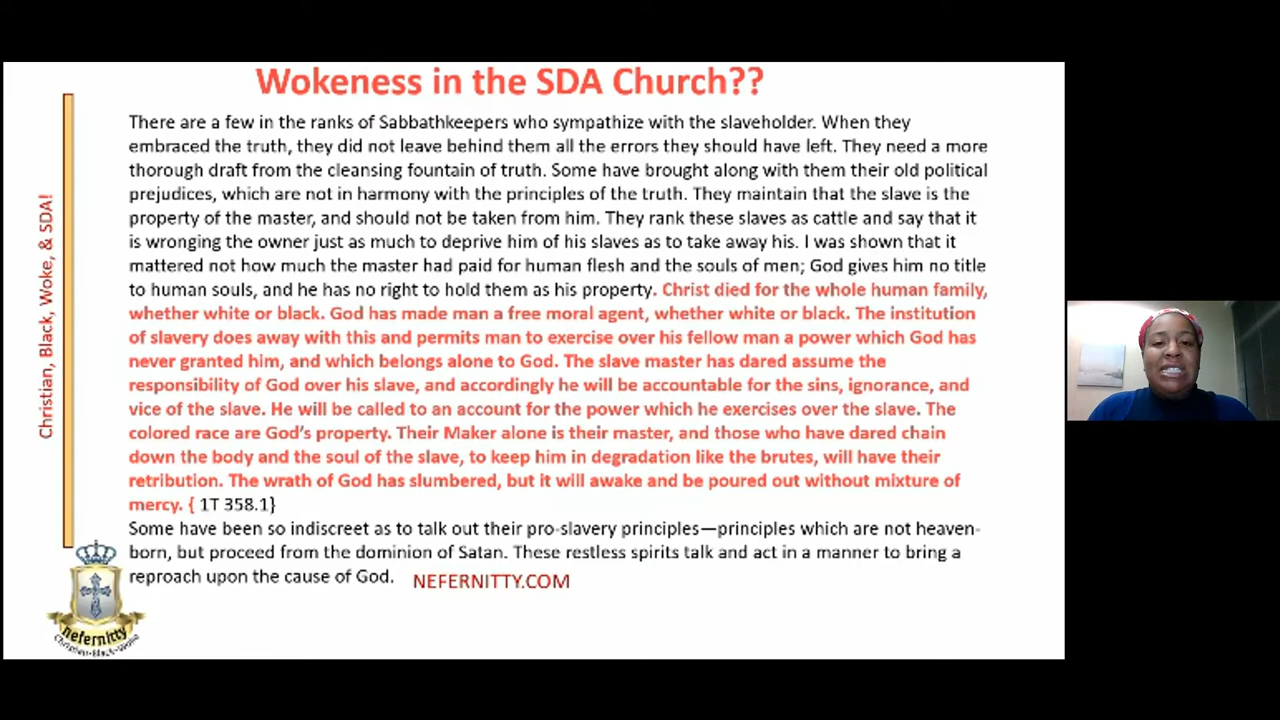 Wokeness in the SDA Church??
There are a few in the ranks of Sabbathkeepers who sympathize with the slaveholder. When they
embraced the truth, they did not leave behind them all the errors they should have left. They need a more
thorough draft from the cleansing fountain of truth. Some have brought along with them their old political
prejudices, which are not in harmony with the principles of the truth. They maintain that the slave is the
property of the master, and should not be taken from him. They rank these slaves as cattle and say that it
is wronging the owner just as much to deprive him of his slaves as to take away his. I was shown that it
mattered not how much the master had paid for human flesh and the souls of men; God gives him no title
to human souls, and he has no right to hold them as his property. Christ died for the whole human family,
whether white or black. God has made man a free moral agent, whether white or black. The institution
of slavery does away with this and permits man to exercise over his fellow man a power which God has
never granted him, and which belongs alone to God. The slave master has dared assume the
responsibility of God over his slave, and accordingly he will be accountable for the sins, ignorance, and
vice of the slave. He will be called to an account for the power which he exercises over the slave. The
colored race are God's property. Their Maker alone is their master, and those who have dared chain
down the body and the soul of the slave, to keep him in degradation like the brutes, will have their
retribution. The wrath of God has slumbered, but it will awake and be poured out without mixture of
mercy. { 1T 358.1}
Some have been so indiscreet as to talk out their pro-slavery principles—principles which are not heaven-
born, but proceed from the dominion of Satan. These restless spirits talk and act in a manner to bring a
reproach upon the cause of God. NEFERNITTY.COM
Christian, Black, Woke, & SDA!
nefernitty
Christian-Black-Woke